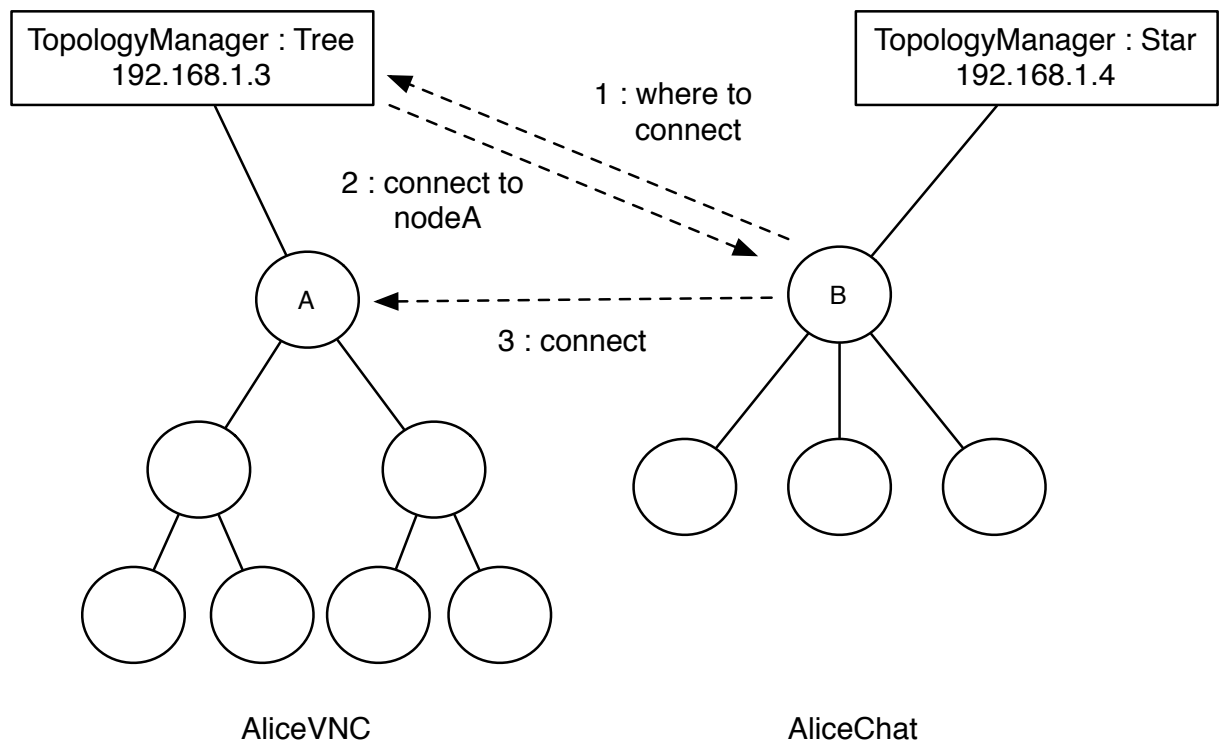 TopologyManager : Tree
192.168.1.3
TopologyManager : Star
192.168.1.4
1 : where to
connect
2 : connect to
nodeA
A
B
3 : connect
AliceVNC
AliceChat